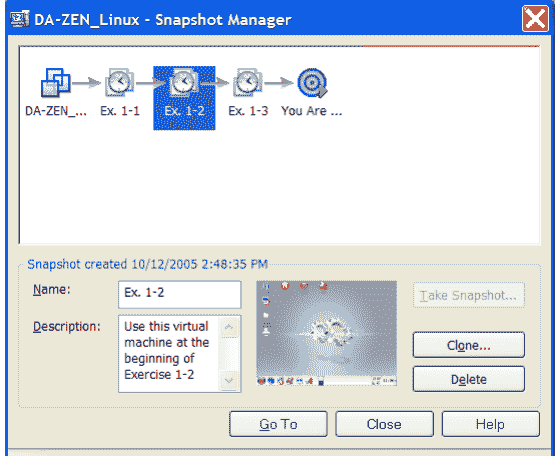 DA-ZEN_Linux - Snapshot Manager
DA-ZEN_... Ex. 1-1 Ex. 1-2 Ex. 1-3 You Are ...
Snapshot created 10/12/2005 2:48:35 PM
Name: Ex. 1-2
Take Snapshot...
Description: Use this virtual
machine at the
beginning of
Exercise 1-2
Clone...
Delete
Go To Close Help